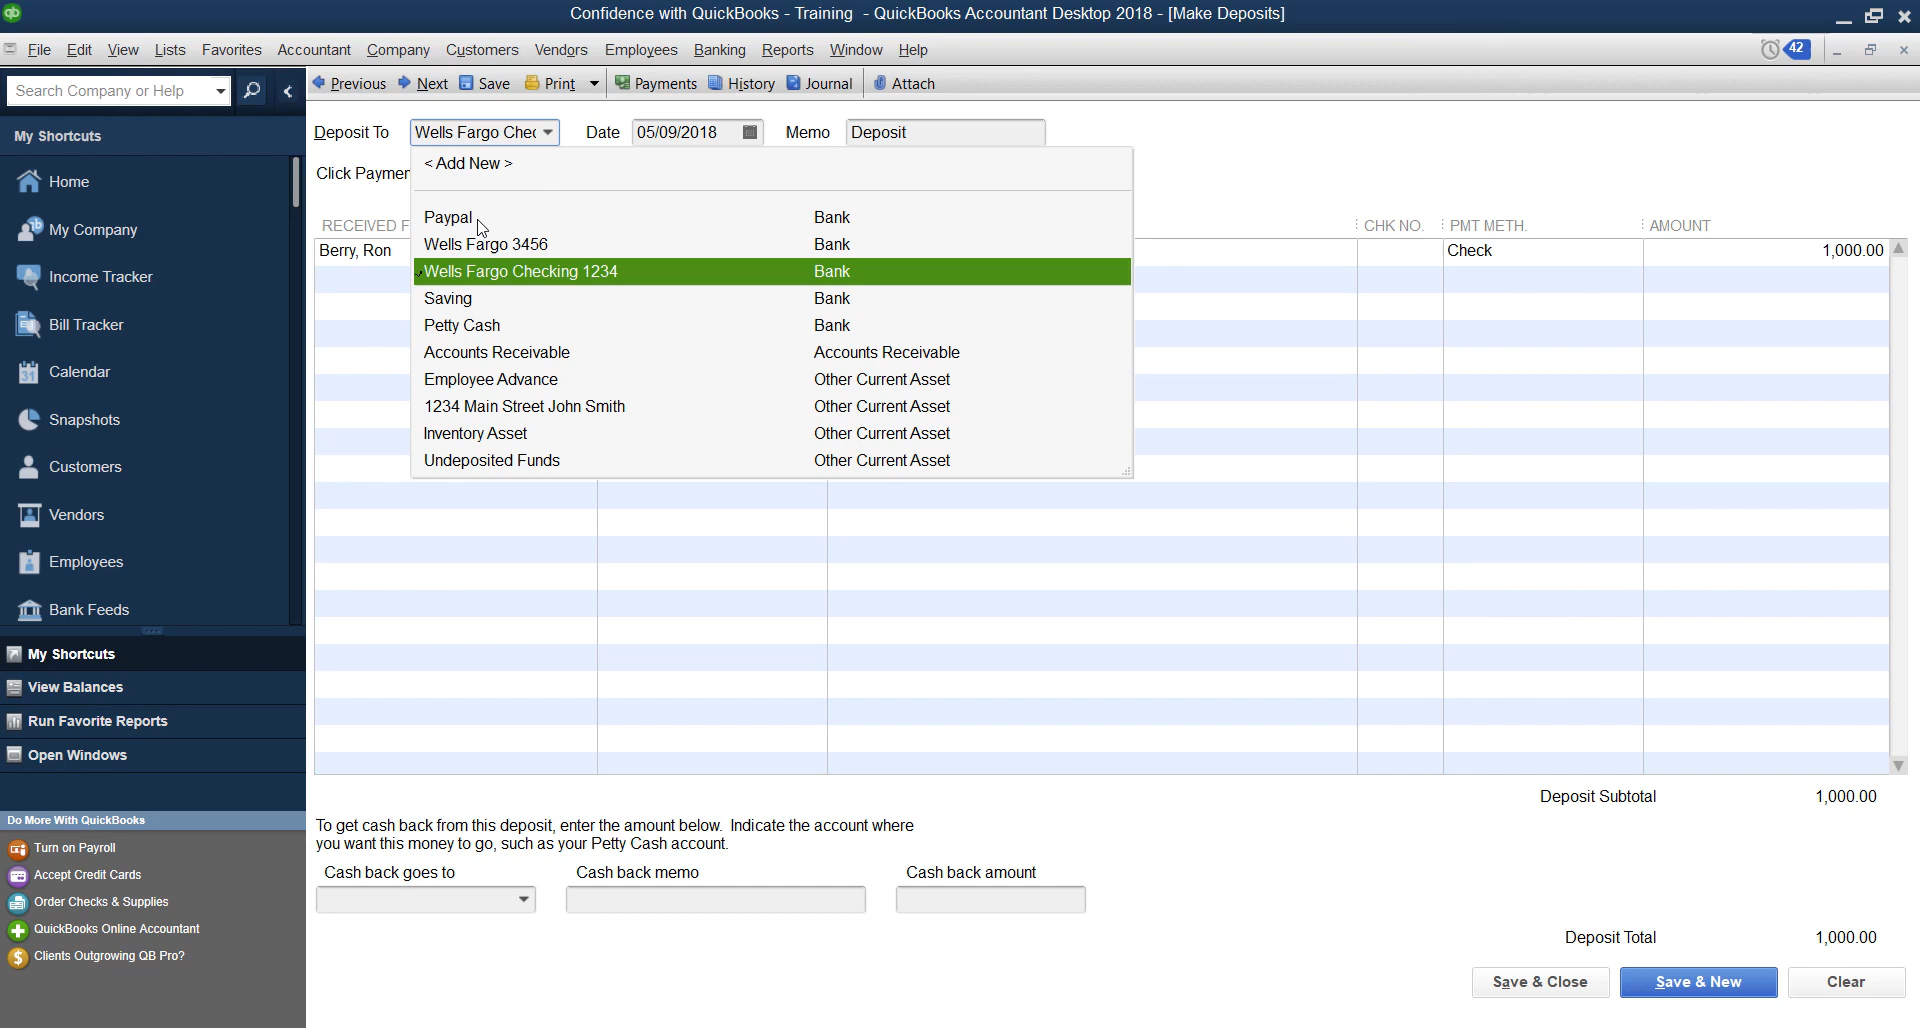 Confidence with QuickBooks - Training - QuickBooks Accountant Desktop 2018 - [Make Deposits]
File Edit View Lists Favorites Accountant Company Customers Vendors Employees Banking Reports Window Help 42
Search Company or Help
Previous Next Save Print Payments History Journal Attach
My Shortcuts
Home
My Company
Income Tracker
Bill Tracker
31 Calendar
Snapshots
Customers
Vendors
Employees
Bank Feeds
My Shortcuts
View Balances
Run Favorite Reports
Open Windows
Do More With QuickBooks
Turn on Payroll
Accept Credit Cards
Order Checks & Supplies
QuickBooks Online Accountant
$ Clients Outgrowing QB Pro?
Deposit To Wells Fargo Chec Date 05/09/2018 Memo Deposit
Click Paymen
< Add New >
Paypal Bank
Wells Fargo 3456 Bank
Wells Fargo Checking 1234 Bank
Saving Bank
Petty Cash Bank
Accounts Receivable Accounts Receivable
Employee Advance Other Current Asset
1234 Main Street John Smith Other Current Asset
Inventory Asset Other Current Asset
Undeposited Funds Other Current Asset
RECEIVED F CHK NO. PMT METH. AMOUNT
Berry, Ron Check 1,000.00
Deposit Subtotal 1,000.00
To get cash back from this deposit, enter the amount below. Indicate the account where
you want this money to go, such as your Petty Cash account.
Cash back goes to Cash back memo Cash back amount
Deposit Total 1,000.00
Save & Close Save & New Clear